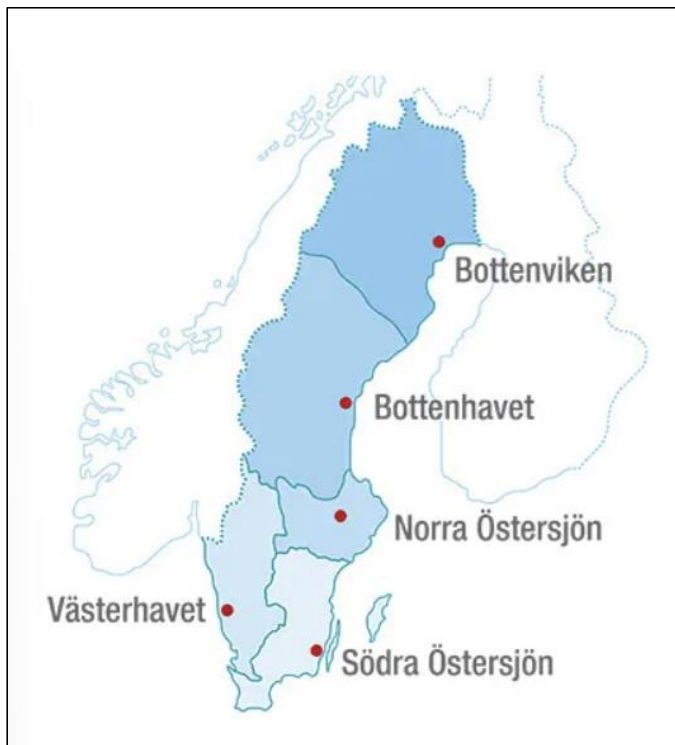 Bottenviken
Bottenhavet
Norra Östersjön
Västerhavet
Södra Östersjön